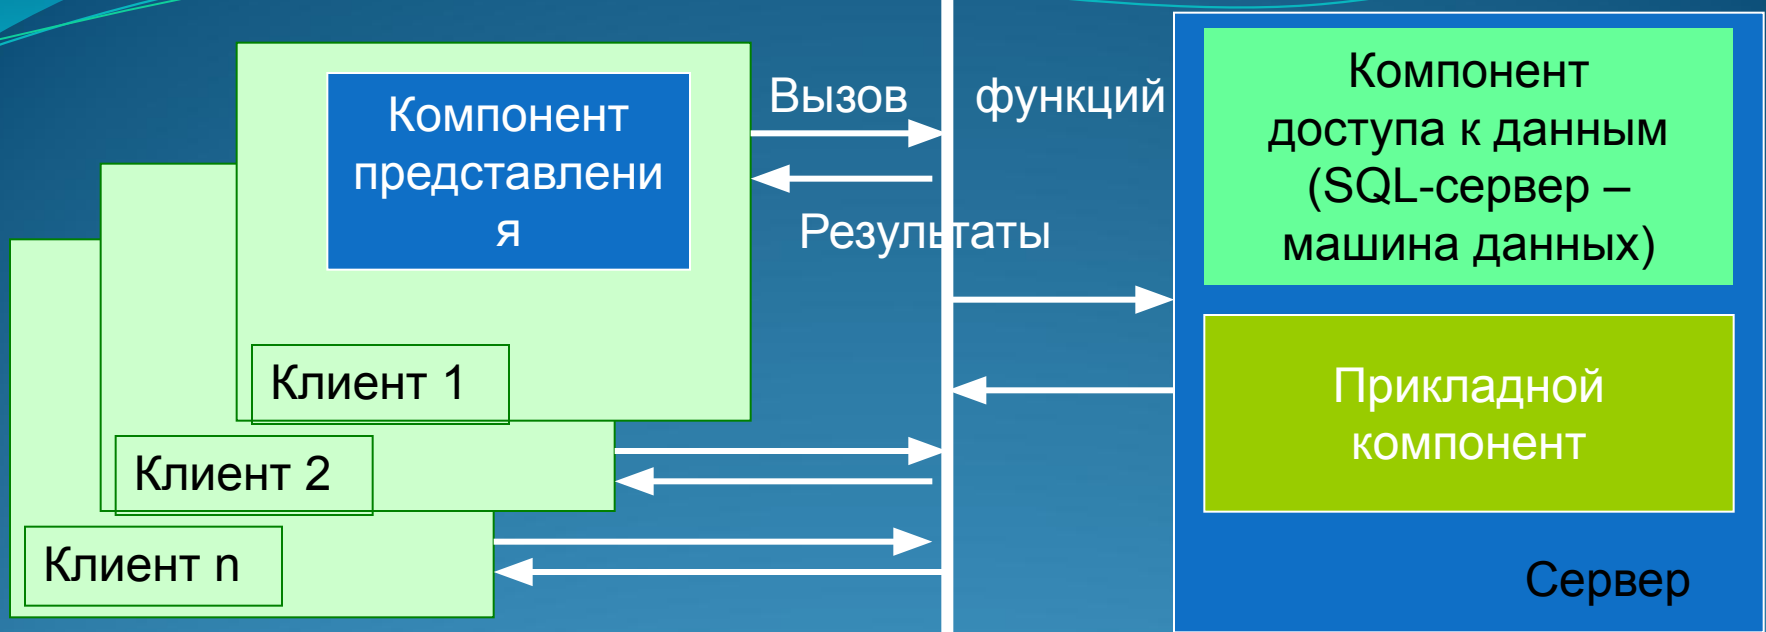 Компонент
представлени
я
Клиент 1
Клиент 2
Клиент n
Вызов функций
Результаты
Компонент
доступа к данным
(SQL-сервер –
машина данных)
Прикладной
компонент
Сервер